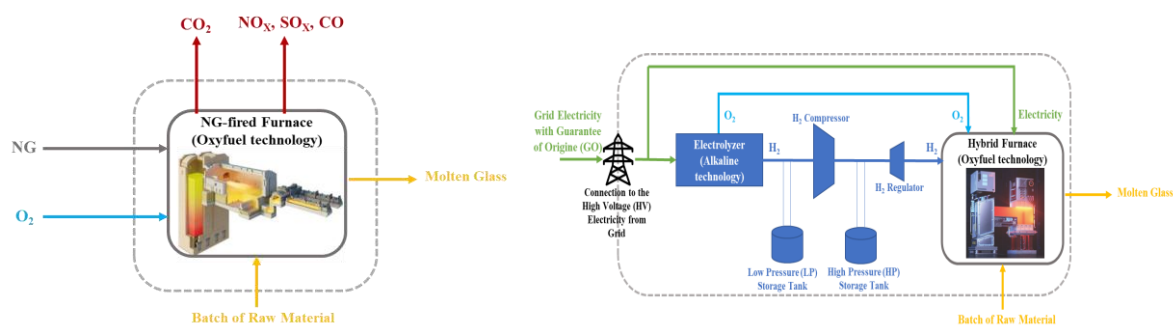 CO2
NOX, SOX, CO
NG-fired Furnace
(Oxyfuel technology)
NG
O2
Molten Glass
Batch of Raw Material
Grid Electricity
with Guarantee
of Origine (GO)
Connection to the
High Voltage (HV)
Electricity from
Grid
O2
Electrolyzer
(Alkaline
technology)
H2
H2 Compressor
H2 Regulator
Low Pressure (LP)
Storage Tank
High Pressure (HP)
Storage Tank
O2
Electricity
H2
Hybrid Furnace
(Oxyfuel technology)
Molten Glass
Batch of Raw Material